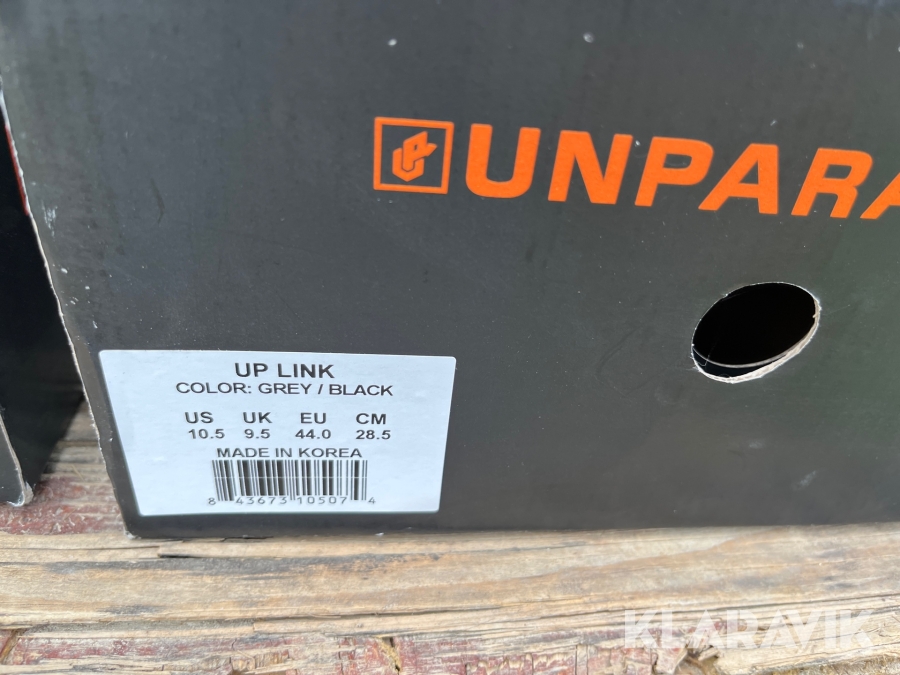 UNPARA
UP LINK
COLOR: GREY / BLACK
US UK EU CM
10.5 9.5 44.0 28.5
MADE IN KOREA
8 43673 10507 4
KLARAVIK